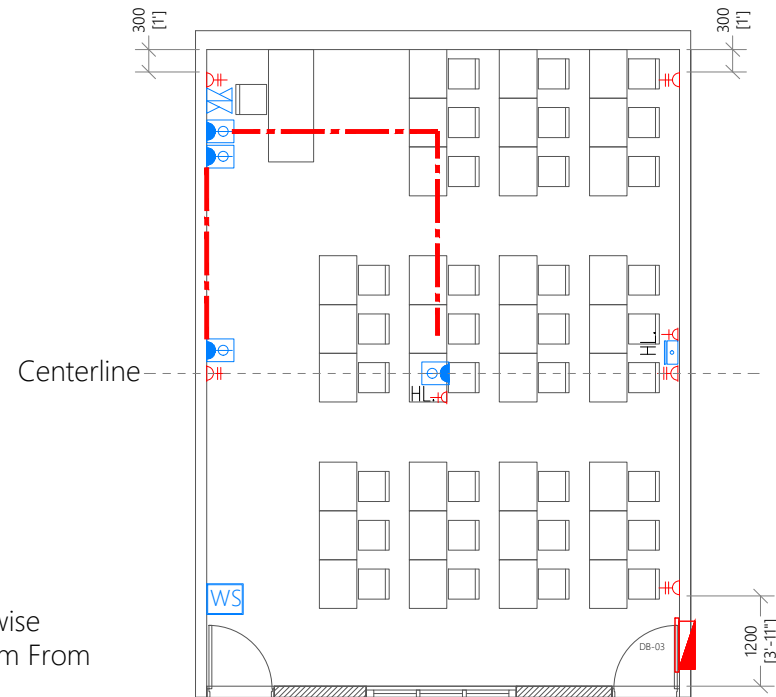 300
[1']
300
[1']
HL.
Centerline
HL.
WS
wise
m From
DB-03
1200
[3'-11"]